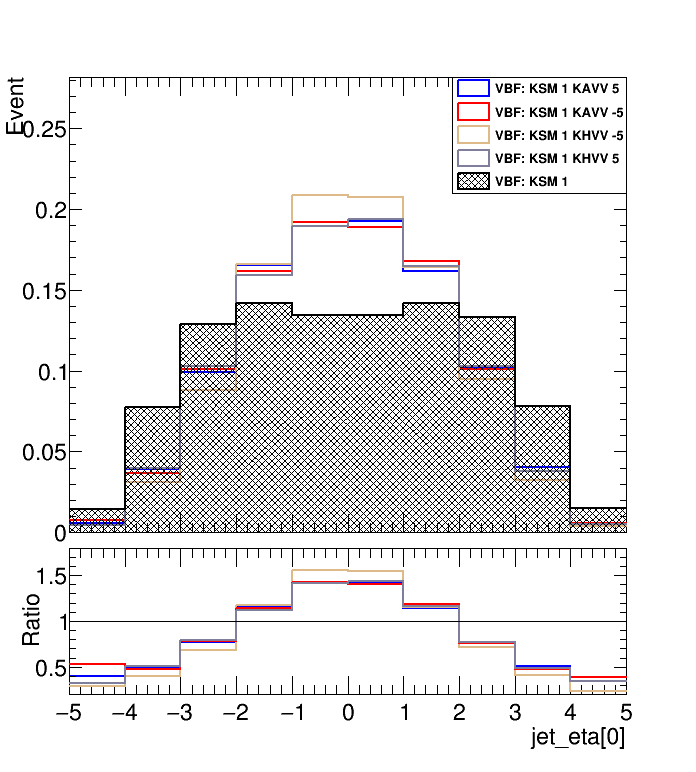 VBF: KSM 1 KAVV 5
VBF: KSM 1 KAVV -5
VBF: KSM 1 KHVV -5
VBF: KSM 1 KHVV 5
VBF: KSM 1
Event
0.25
0.2
0.15
0.1
0.05
0
Ratio
1.5
1
0.5
−5 −4 −3 −2 −1 0 1 2 3 4 5
jet_eta[0]